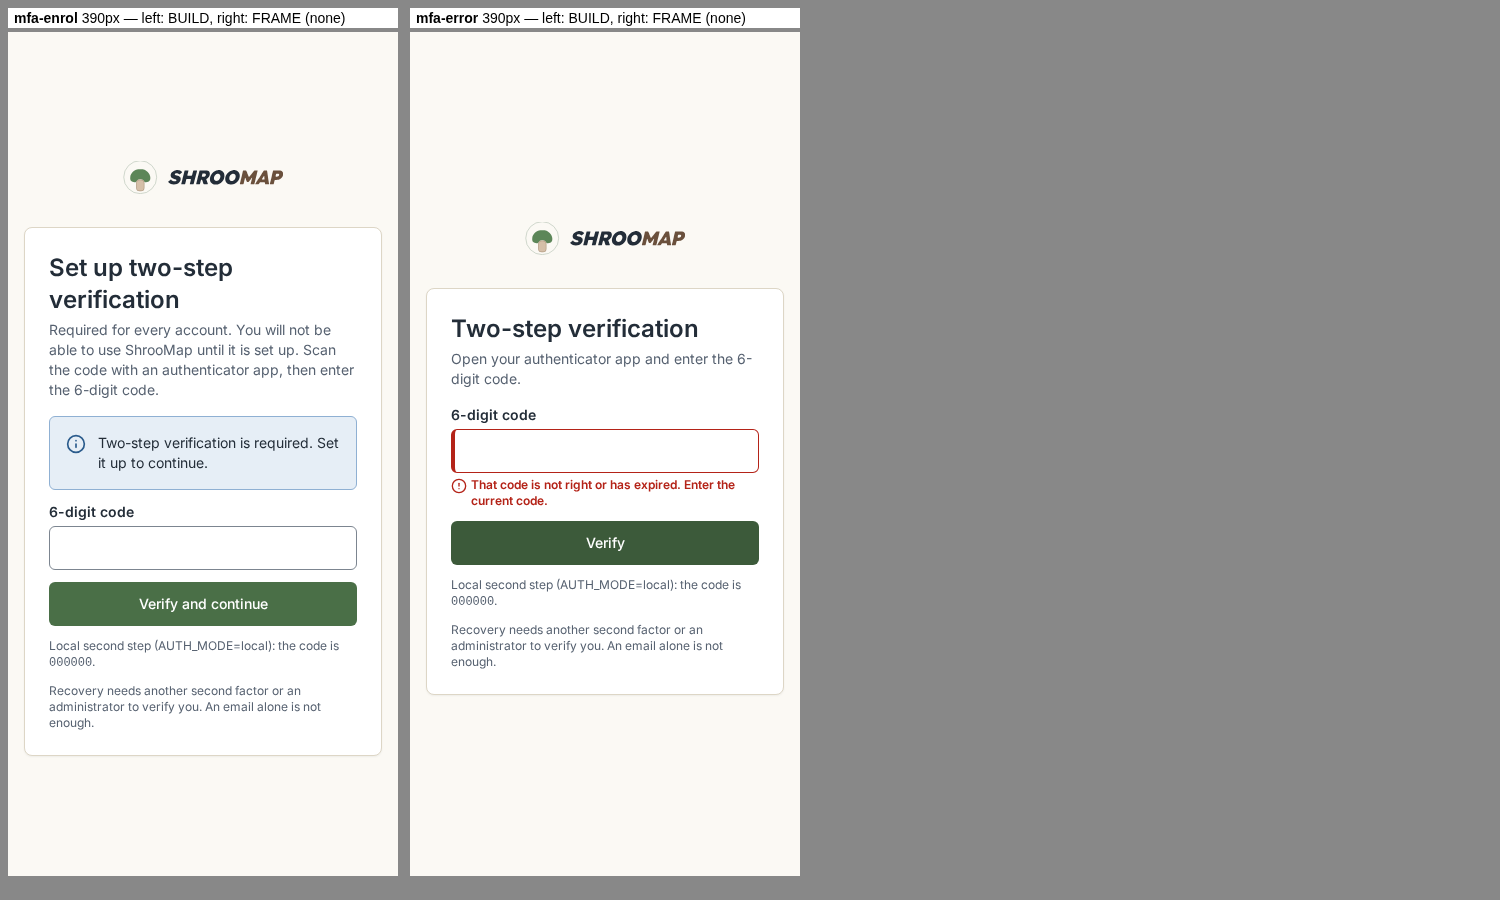 mfa-enrol 390px — left: BUILD, right: FRAME (none)
SHROOMAP
Set up two-step
verification
Required for every account. You will not be
able to use ShrooMap until it is set up. Scan
the code with an authenticator app, then enter
the 6-digit code.
Two-step verification is required. Set
it up to continue.
6-digit code
Verify and continue
Local second step (AUTH_MODE=local): the code is
000000.
Recovery needs another second factor or an
administrator to verify you. An email alone is not
enough.
mfa-error 390px — left: BUILD, right: FRAME (none)
SHROOMAP
Two-step verification
Open your authenticator app and enter the 6-
digit code.
6-digit code
That code is not right or has expired. Enter the
current code.
Verify
Local second step (AUTH_MODE=local): the code is
000000.
Recovery needs another second factor or an
administrator to verify you. An email alone is not
enough.